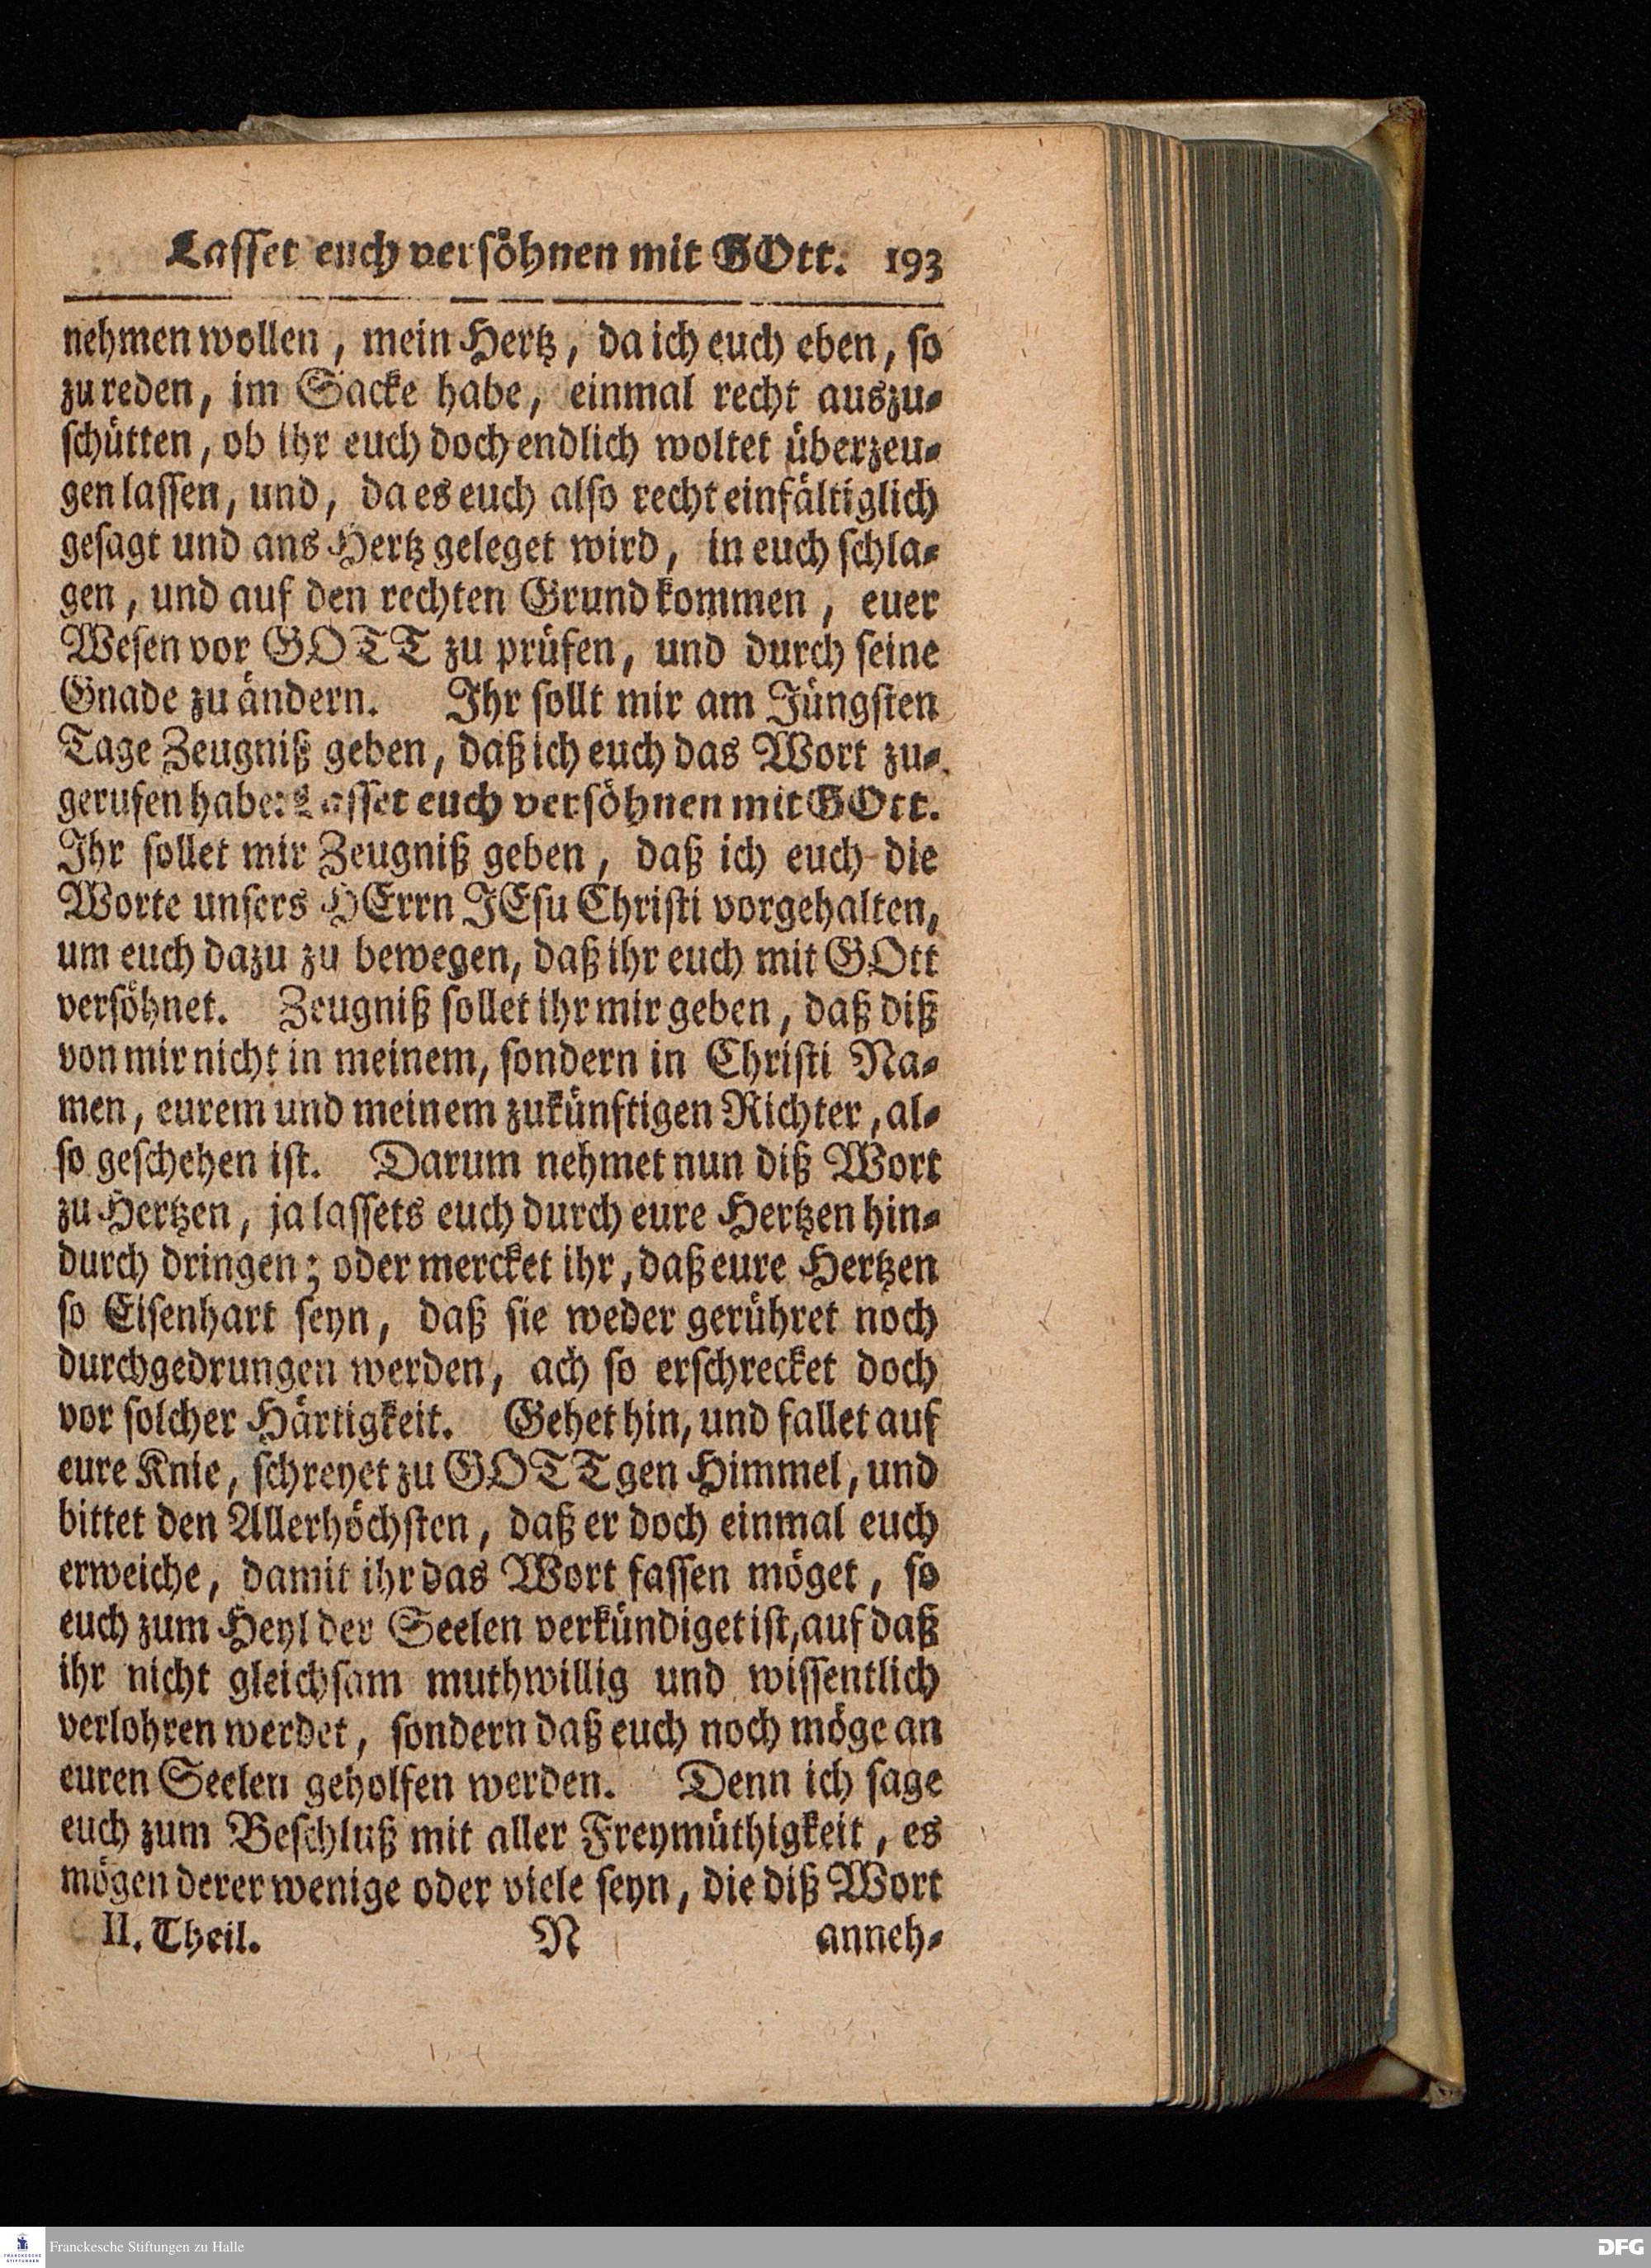 Lasset euch versöhnen mit GOtt. 193
nehmen wollen, mein Hertz, da ich euch eben, so
zu reden, im Sacke habe, einmal recht auszu-
schütten, ob ihr euch doch endlich woltet überzeu-
gen lassen, und, da es euch also recht einfältiglich
gesagt und ans Hertz geleget wird, in euch schla-
gen, und auf den rechten Grund kommen, euer
Wesen vor GOTT zu prüfen, und durch seine
Gnade zu ändern. Ihr sollt mir am Jüngsten
Tage Zeugniß geben, daß ich euch das Wort zu-
gerufen habe: Lasset euch versöhnen mit GOtt.
Ihr sollet mir Zeugniß geben, daß ich euch die
Worte unsers HErrn JEsu Christi vorgehalten,
um euch dazu zu bewegen, daß ihr euch mit GOtt
versöhnet. Zeugniß sollet ihr mir geben, daß diß
von mir nicht in meinem, sondern in Christi Na-
men, eurem und meinem zukünftigen Richter, al-
so geschehen ist. Darum nehmet nun diß Wort
zu Hertzen, ja lassets euch durch eure Hertzen hin-
durch dringen; oder mercket ihr, daß eure Hertzen
so Eisenhart seyn, daß sie weder gerühret noch
durchgedrungen werden, ach so erschrecket doch
vor solcher Härtigkeit. Gehet hin, und fallet auf
eure Knie, schreyet zu GOTT gen Himmel, und
bittet den Allerhöchsten, daß er doch einmal euch
erweiche, damit ihr das Wort fassen möget, so
euch zum Heyl der Seelen verkündiget ist, auf daß
ihr nicht gleichsam muthwillig und wissentlich
verlohren werdet, sondern daß euch noch möge an
euren Seelen geholfen werden. Denn ich sage
euch zum Beschluß mit aller Freymüthigkeit, es
mögen derer wenige oder viele seyn, die diß Wort
II. Theil. N anneh-
FRANCKESCHE STIFTUNGEN
Franckesche Stiftungen zu Halle
DFG